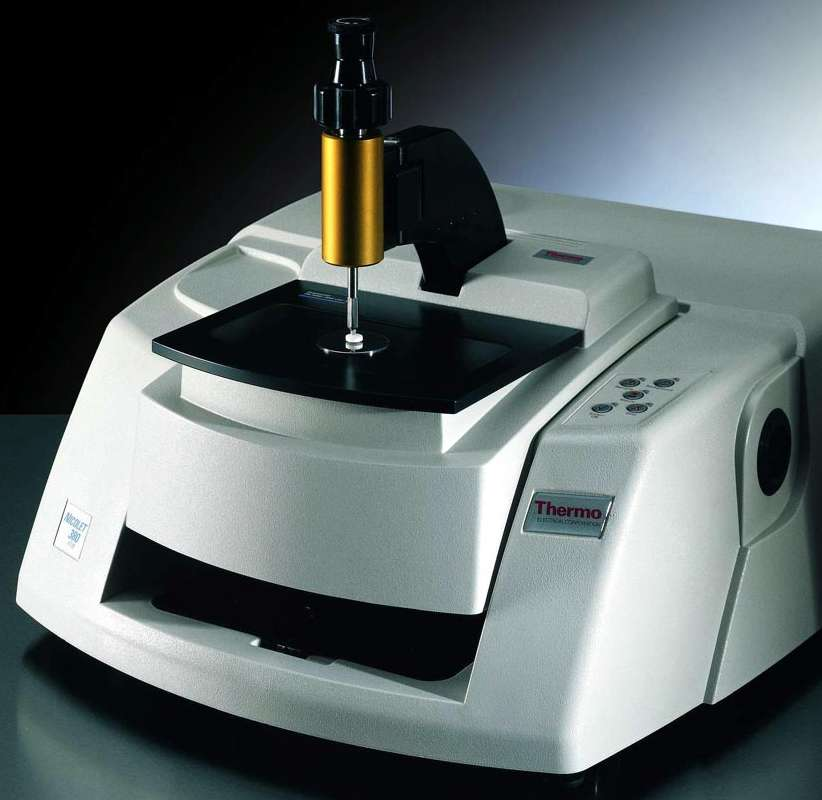 Thermo
NICOLET
380
Thermo
ELECTRON CORPORATION